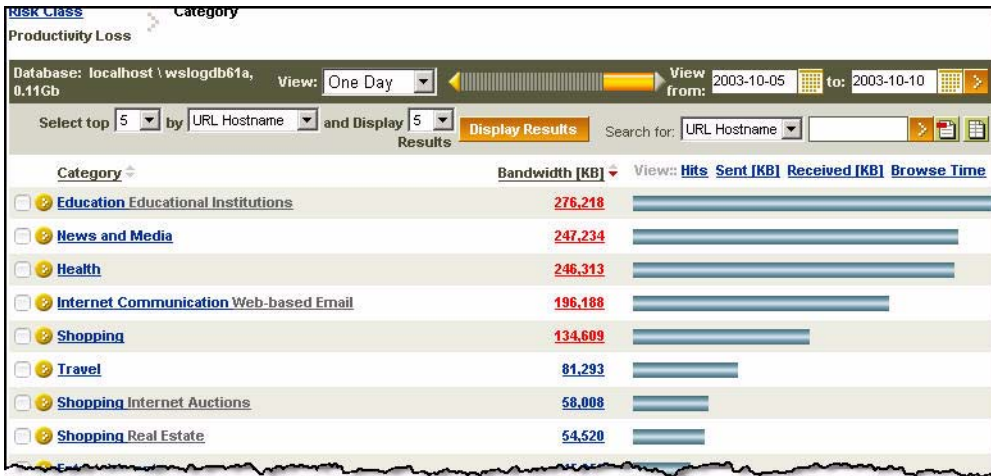 Risk Class Category
Productivity Loss
Database: localhost \ wslogdb61a, 0.11Gb View: One Day View from: 2003-10-05 to: 2003-10-10
Select top 5 by URL Hostname and Display 5 Results Display Results Search for: URL Hostname
Category Bandwidth [KB] View:: Hits Sent [KB] Received [KB] Browse Time
Education Educational Institutions 276,218
News and Media 247,234
Health 246,313
Internet Communication Web-based Email 196,188
Shopping 134,609
Travel 81,293
Shopping Internet Auctions 58,008
Shopping Real Estate 54,520